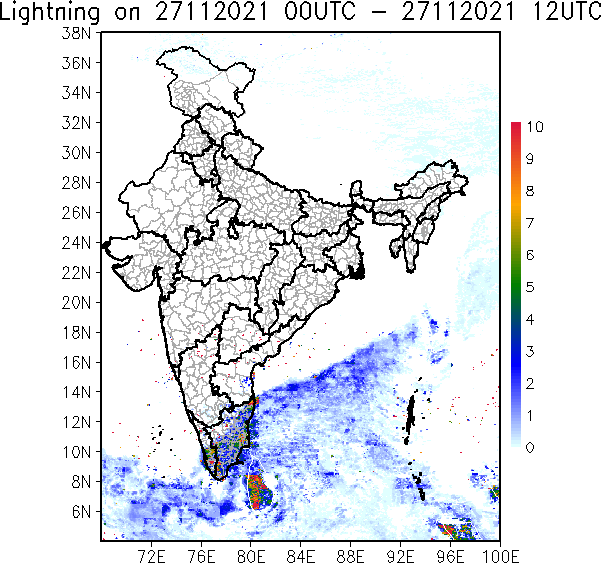 Lightning on 27112021 00UTC – 27112021 12UTC
38N
36N
34N
32N
30N
28N
26N
24N
22N
20N
18N
16N
14N
12N
10N
8N
6N
72E 76E 80E 84E 88E 92E 96E 100E
10
9
8
7
6
5
4
3
2
1
0